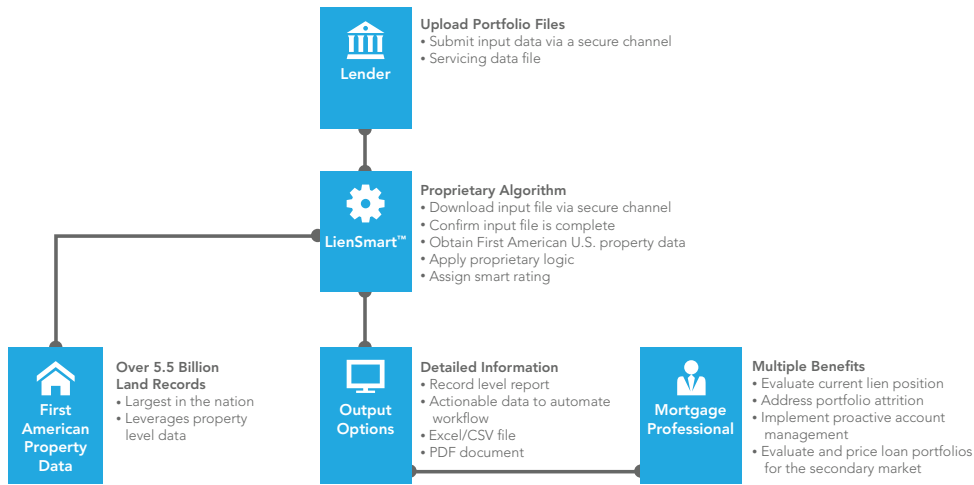 Lender
Upload Portfolio Files
• Submit input data via a secure channel
• Servicing data file
LienSmart™
Proprietary Algorithm
• Download input file via secure channel
• Confirm input file is complete
• Obtain First American U.S. property data
• Apply proprietary logic
• Assign smart rating
First
American
Property
Data
Over 5.5 Billion
Land Records
• Largest in the nation
• Leverages property
level data
Output
Options
Detailed Information
• Record level report
• Actionable data to automate
workflow
• Excel/CSV file
• PDF document
Mortgage
Professional
Multiple Benefits
• Evaluate current lien position
• Address portfolio attrition
• Implement proactive account
management
• Evaluate and price loan portfolios
for the secondary market